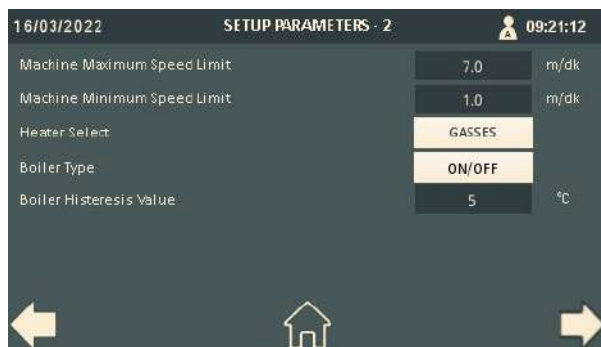 16/03/2022 SETUP PARAMETERS - 2 A 09:21:12
Machine Maximum Speed Limit 7.0 m/dk
Machine Minimum Speed Limit 1.0 m/dk
Heater Select GASSES
Boiler Type ON/OFF
Boiler Histeresis Value 5 °C